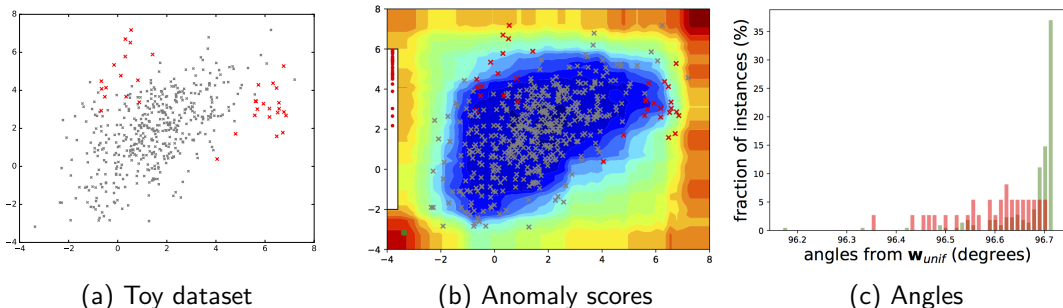 8
6
4
2
0
−2
−4
−4 −2 0 2 4 6 8
(a) Toy dataset
8
6
4
2
0
−2
−4
−4 −2 0 2 4 6 8
(b) Anomaly scores
fraction of instances (%)
35
30
25
20
15
10
5
0
96.2 96.3 96.4 96.5 96.6 96.7
angles from w_unif (degrees)
(c) Angles